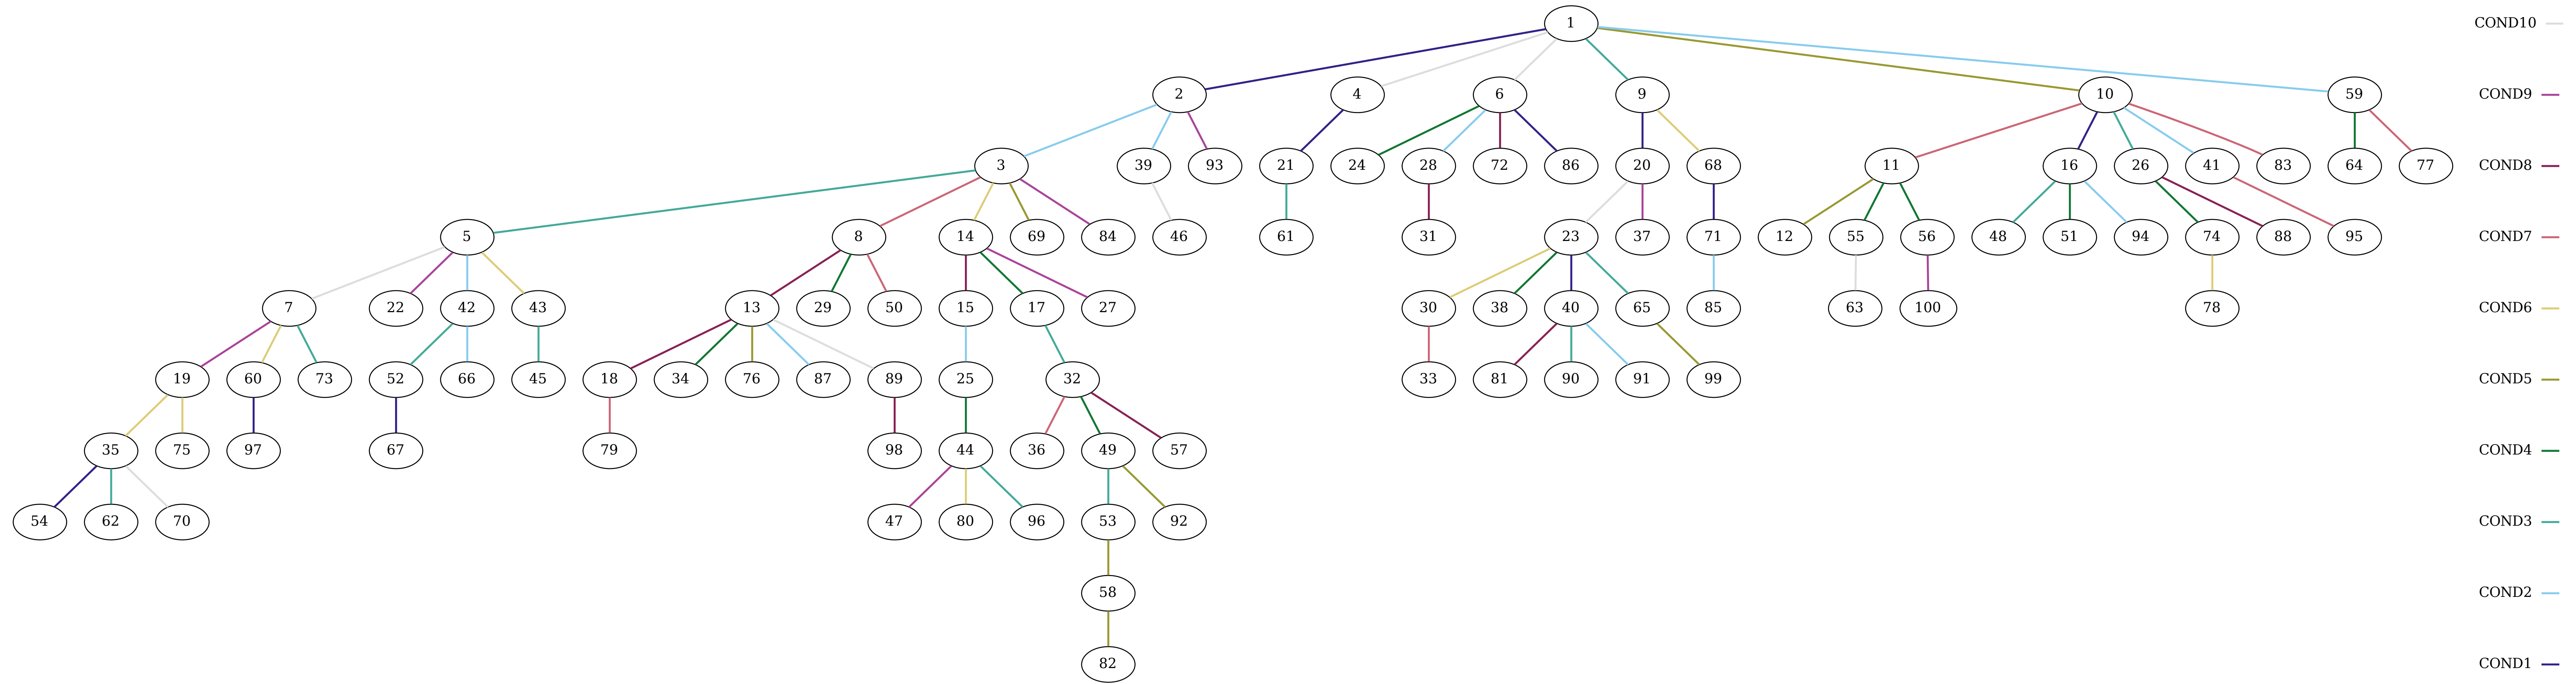 1 COND10
2 4 6 9 10 59 COND9
3 39 93 21 24 28 72 86 20 68 11 16 26 41 83 64 77 COND8
5 8 14 69 84 46 61 31 23 37 71 12 55 56 48 51 94 74 88 95 COND7
7 22 42 43 13 29 50 15 17 27 30 38 40 65 85 63 100 78 COND6
19 60 73 52 66 45 18 34 76 87 89 25 32 33 81 90 91 99 COND5
35 75 97 67 79 98 44 36 49 57 COND4
54 62 70 47 80 96 53 92 COND3
58 COND2
82 COND1